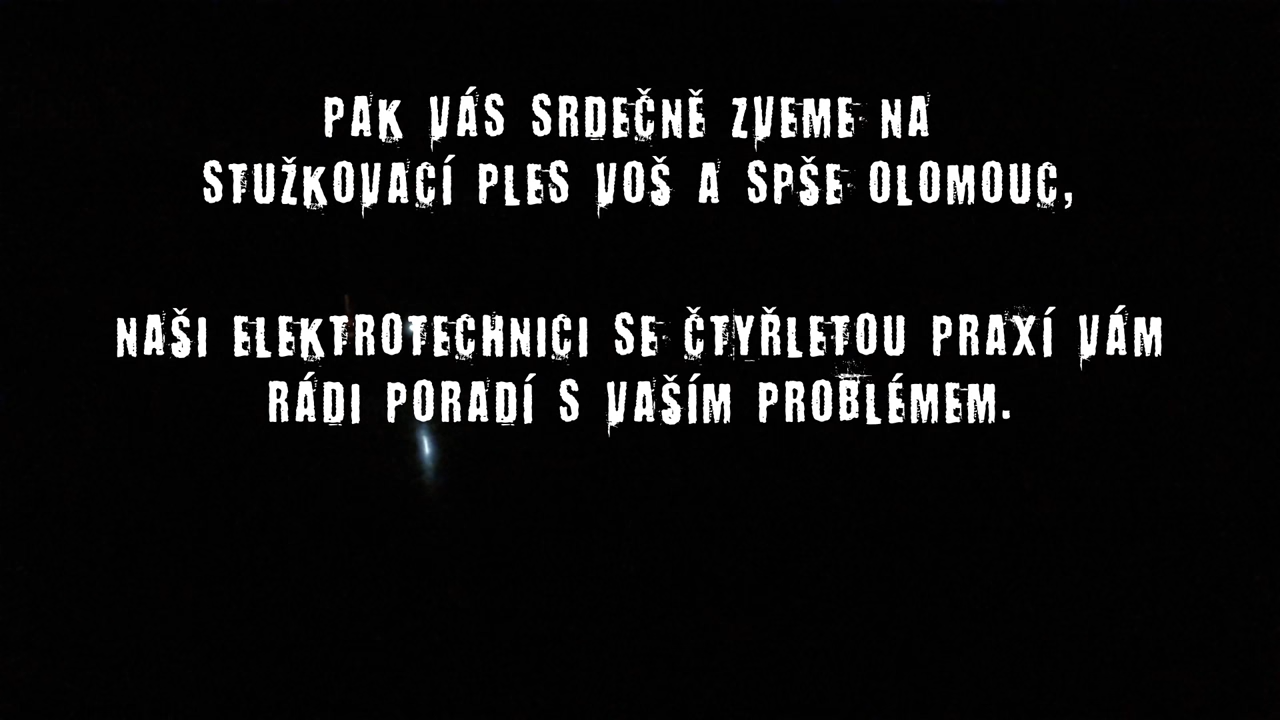 PAK VÁS SRDEČNĚ ZVEME NA
STUŽKOVACÍ PLES VOŠ A SPŠE OLOMOUC,
NAŠI ELEKTROTECHNICI SE ČTYŘLETOU PRAXÍ VÁM
RÁDI PORADÍ S VAŠÍM PROBLÉMEM.